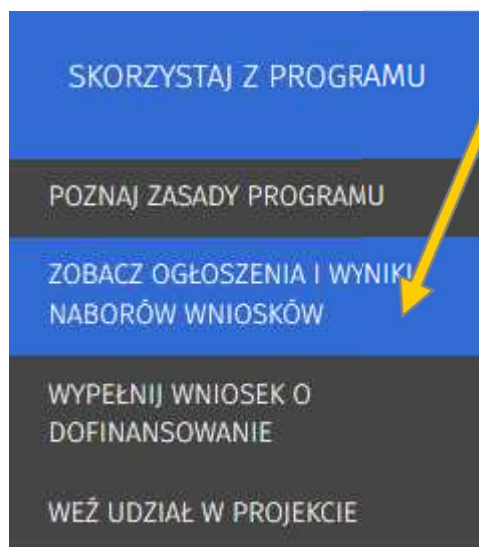 SKORZYSTAJ Z PROGRAMU
POZNAJ ZASADY PROGRAMU
ZOBACZ OGŁOSZENIA I WYNIKI
NABORÓW WNIOSKÓW
WYPEŁNIJ WNIOSEK O
DOFINANSOWANIE
WEŹ UDZIAŁ W PROJEKCIE